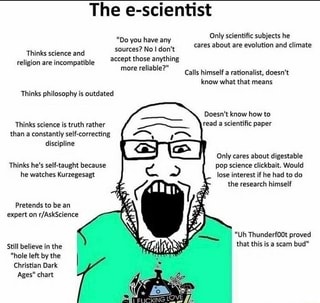 The e-scientist
"Do you have any
sources? No I don't
accept those anything
more reliable?"
Only scientific subjects he
cares about are evolution and climate
Thinks science and
religion are incompatible
Calls himself a rationalist, doesn't
know what that means
Thinks philosophy is outdated
Doesn't know how to
read a scientific paper
Thinks science is truth rather
than a constantly self-correcting
discipline
Only cares about digestable
pop science clickbait. Would
lose interest if he had to do
the research himself
Thinks he's self-taught because
he watches Kurzegesagt
Pretends to be an
expert on r/AskScience
"Uh Thunderf00t proved
that this is a scam bud"
Still believe in the
"hole left by the
Christian Dark
Ages" chart
I FUCKING LOVE